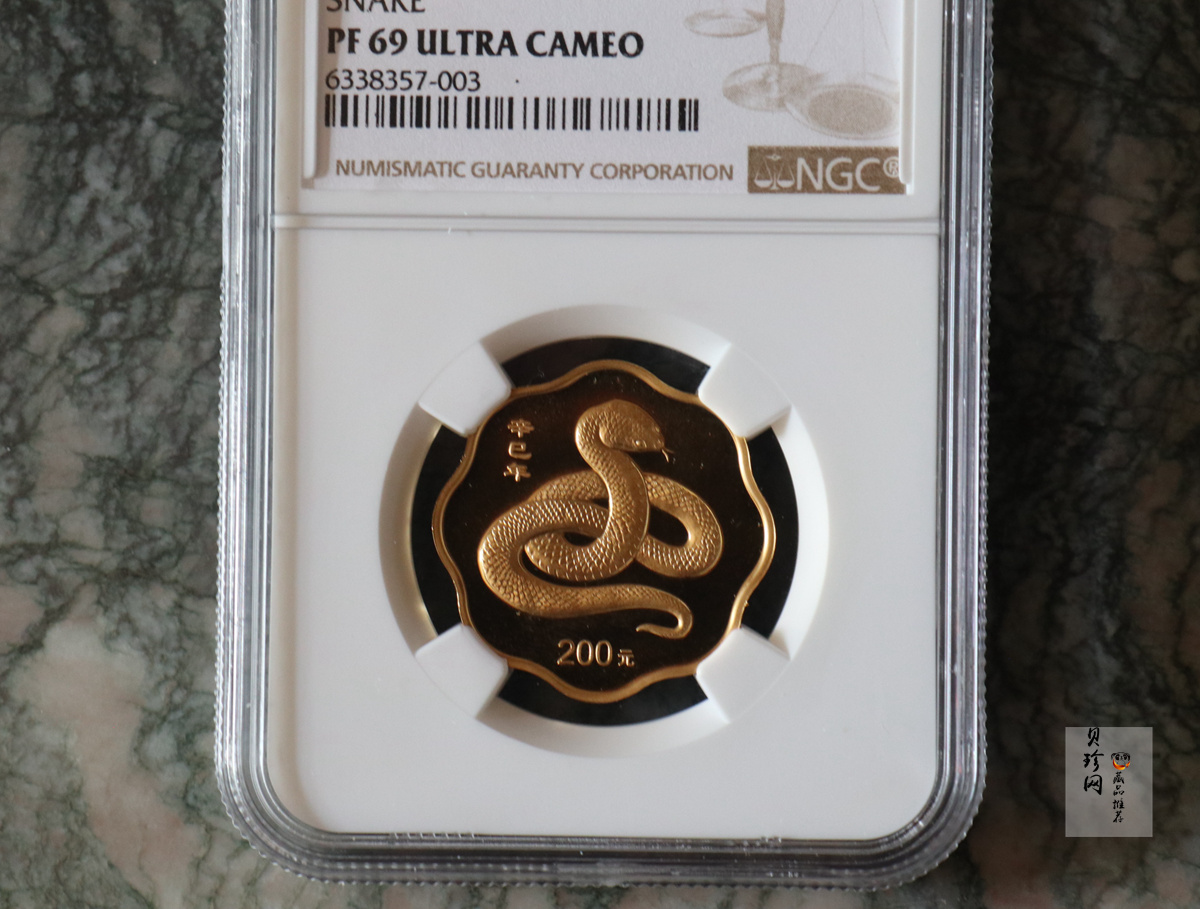 SNAKE
PF 69 ULTRA CAMEO
6338357-003
NUMISMATIC GUARANTY CORPORATION
NGC®
辛巳年
200元
贝珍网
藏品推荐